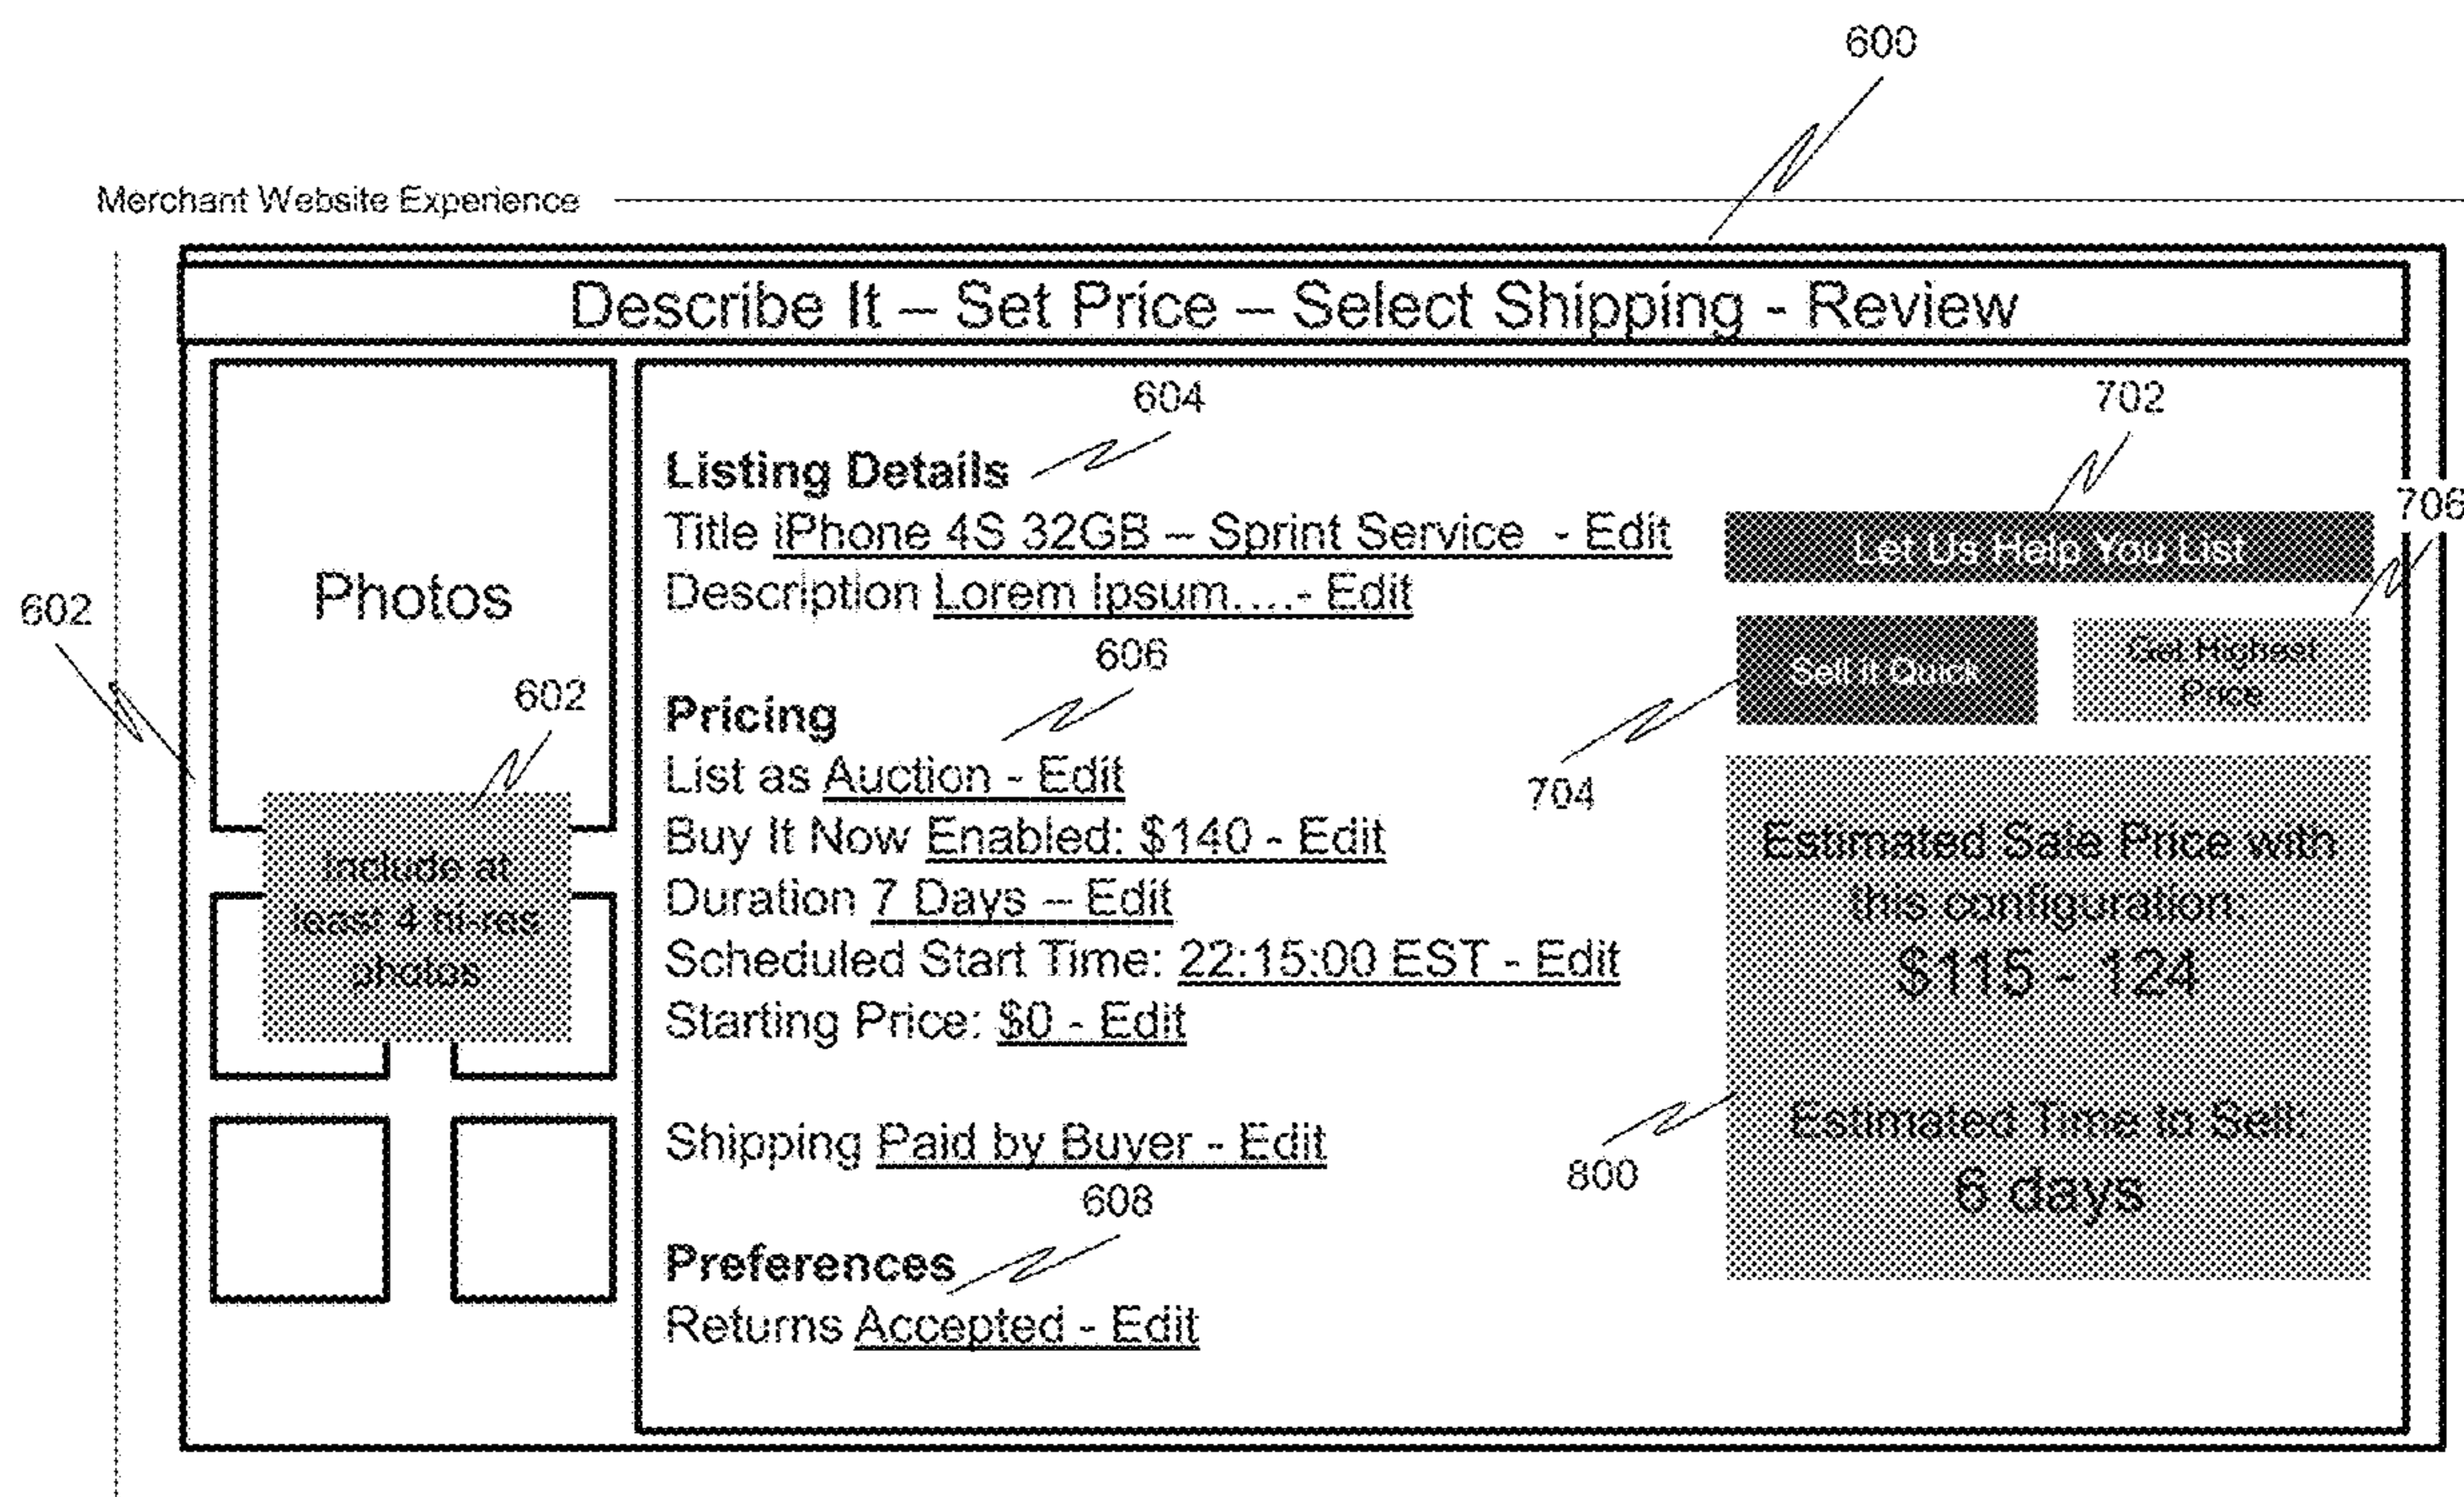 600
Merchant Website Experience
Describe It – Set Price – Select Shipping - Review
604
702
Listing Details
706
Title iPhone 4S 32GB – Sprint Service - Edit
Let Us Help You List
Photos
Description Lorem Ipsum....- Edit
602
606
Sell it Quick
Get Highest
Price
602
Pricing
List as Auction - Edit
704
Buy It Now Enabled: $140 - Edit
Estimated Sale Price with
this configuration:
$115 - 124
Include at
least 4 hi-res
photos
Duration 7 Days – Edit
Scheduled Start Time: 22:15:00 EST - Edit
Starting Price: $0 - Edit
Estimated Time to Sell:
6 days
Shipping Paid by Buyer - Edit
800
608
Preferences
Returns Accepted - Edit